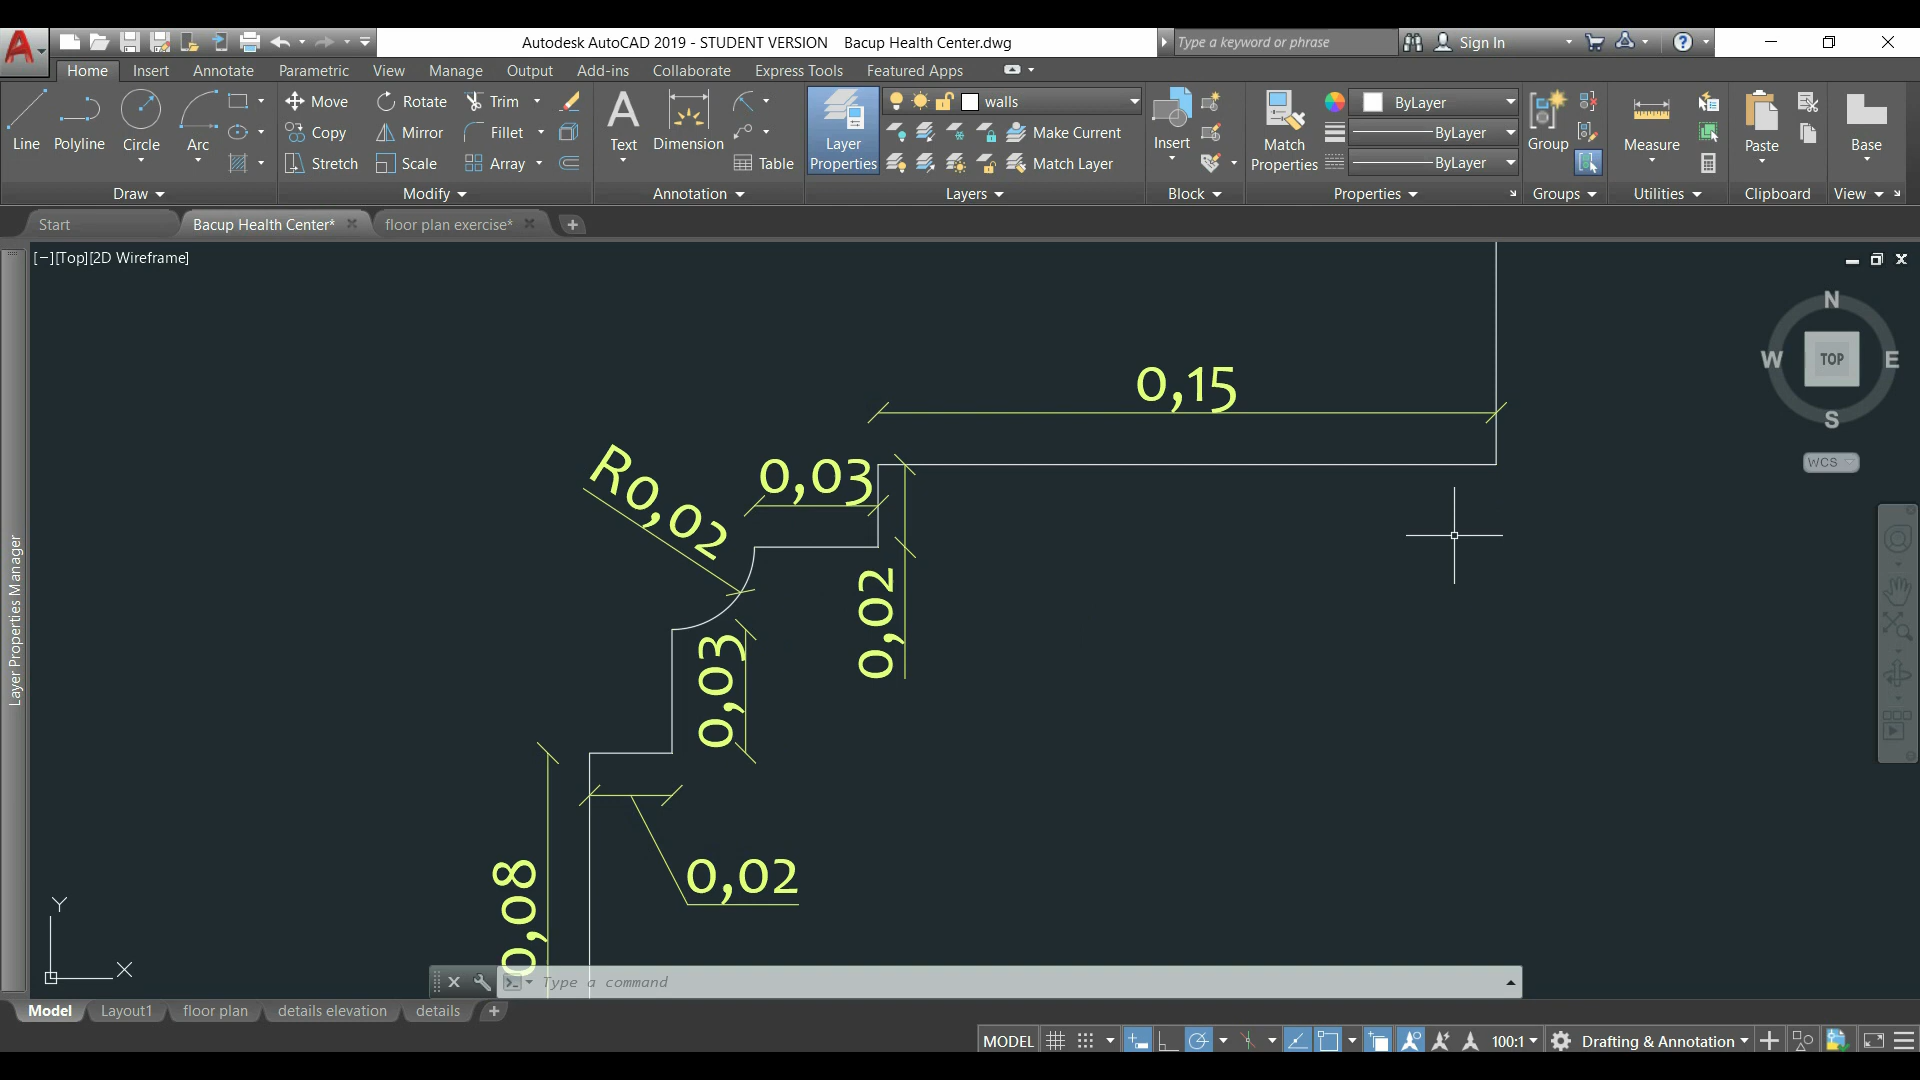 Autodesk AutoCAD 2019 - STUDENT VERSION Bacup Health Center.dwg
Type a keyword or phrase
Sign In
Home Insert Annotate Parametric View Manage Output Add-ins Collaborate Express Tools Featured Apps
Line Polyline Circle Arc
Move Rotate Trim
Copy Mirror Fillet
Stretch Scale Array
Text Dimension Table
Layer Properties
walls
Make Current
Match Layer
Insert
Match Properties
ByLayer
ByLayer
ByLayer
Group
Measure
Paste
Base
Draw Modify Annotation Layers Block Properties Groups Utilities Clipboard View
Start Bacup Health Center* floor plan exercise*
[−][Top][2D Wireframe]
N
W TOP E
S
WCS
0,15
0,03
R0,02
0,02
0,03
0,02
0,08
Layer Properties Manager
Y
X
Type a command
Model Layout1 floor plan details elevation details
MODEL 100:1 Drafting & Annotation